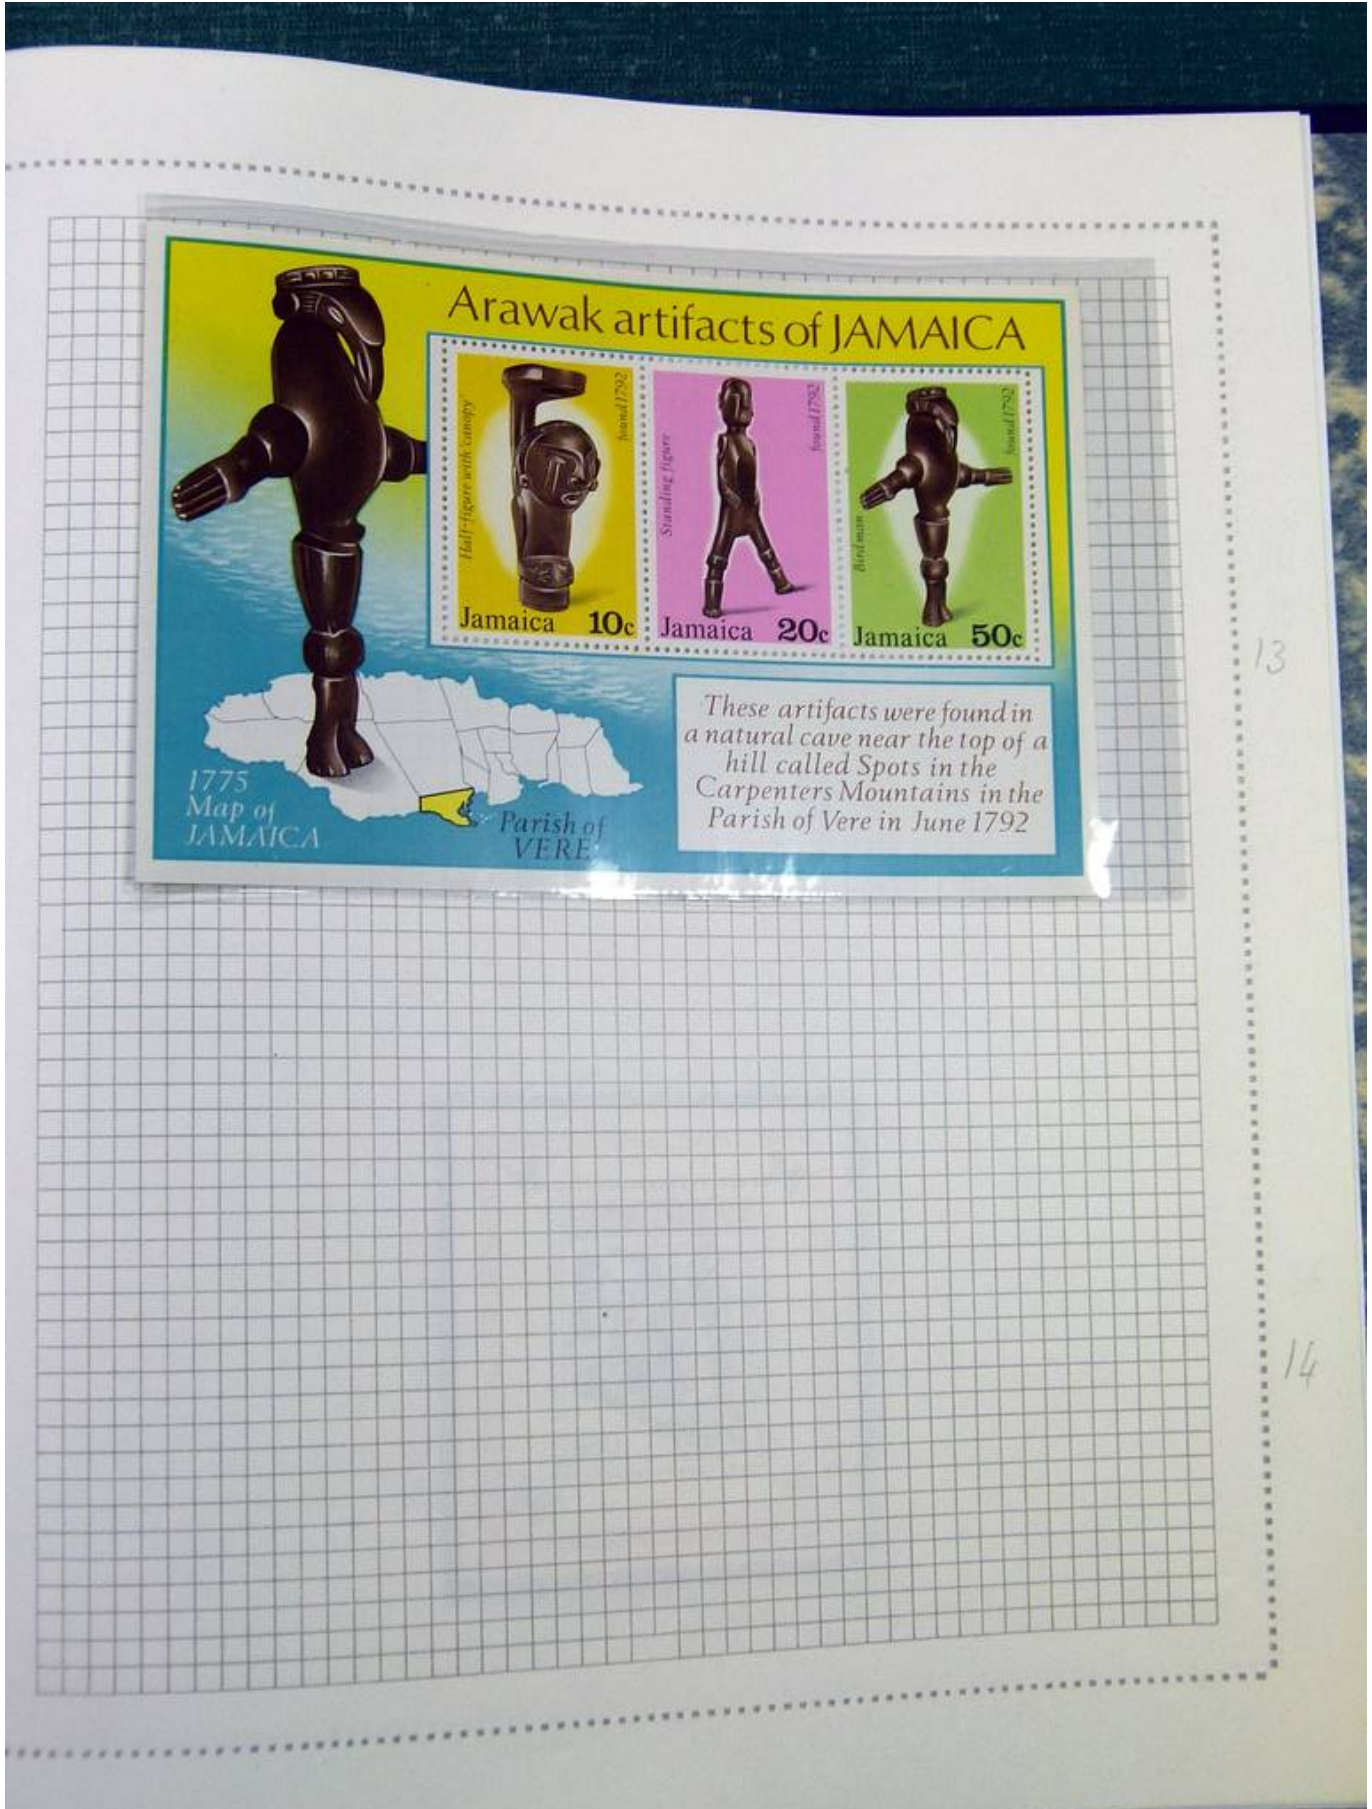 Arawak artifacts of JAMAICA
Half-figure with canopy
found 1792
Jamaica 10c
Standing figure
found 1792
Jamaica 20c
Bird man
found 1792
Jamaica 50c
1775
Map of
JAMAICA
Parish of
VERE
These artifacts were found in
a natural cave near the top of a
hill called Spots in the
Carpenters Mountains in the
Parish of Vere in June 1792
13
14